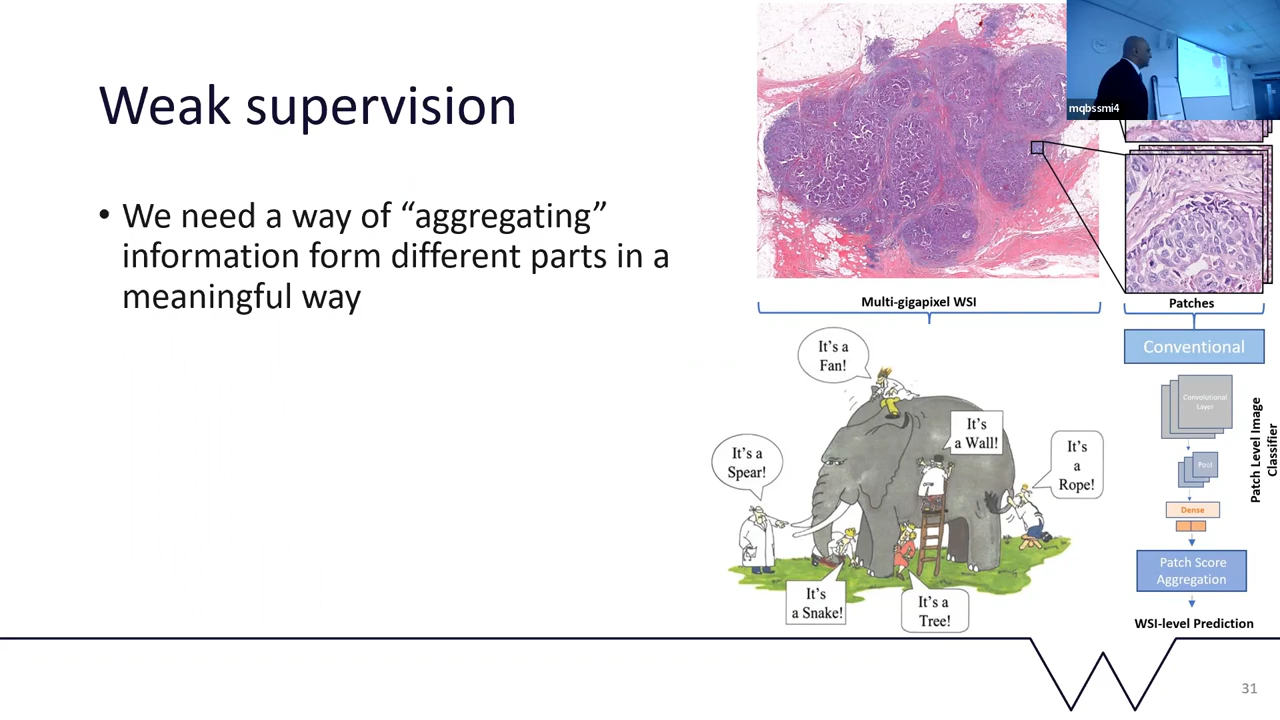 Weak supervision
• We need a way of “aggregating”
information form different parts in a
meaningful way
mqbssmi4
Multi-gigapixel WSI
Patches
Conventional
Convolutional
Layer
Pool
Dense
Patch Level Image
Classifier
Patch Score
Aggregation
WSI-level Prediction
It’s a
Fan!
It’s
a Wall!
It’s a
Spear!
It’s
a
Rope!
It’s
a Snake!
It’s a
Tree!
31